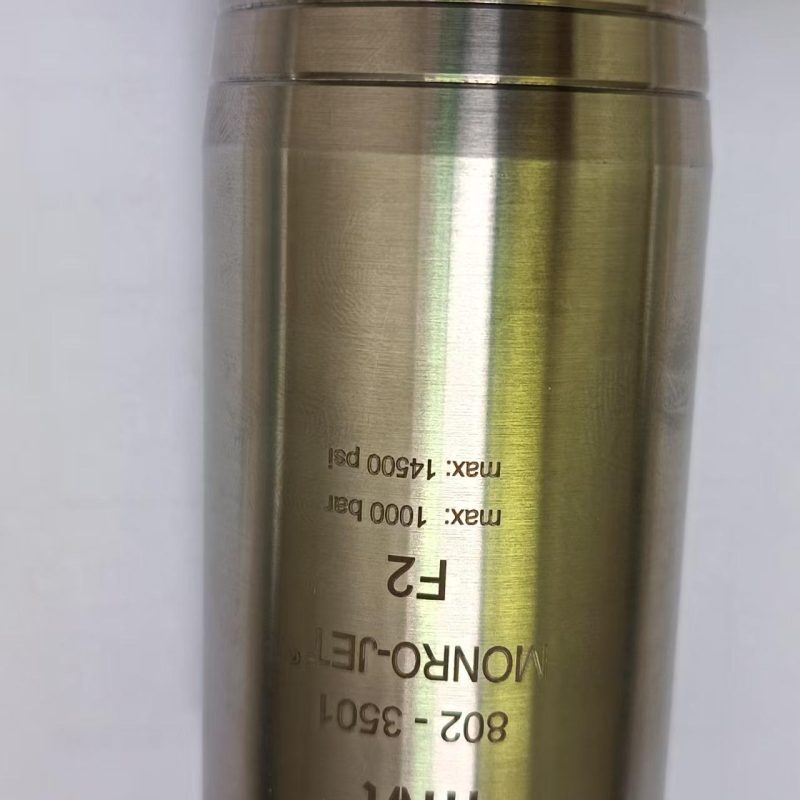 802 - 3501
MONRO-JET®
F2
max: 1000 bar
max: 14500 psi